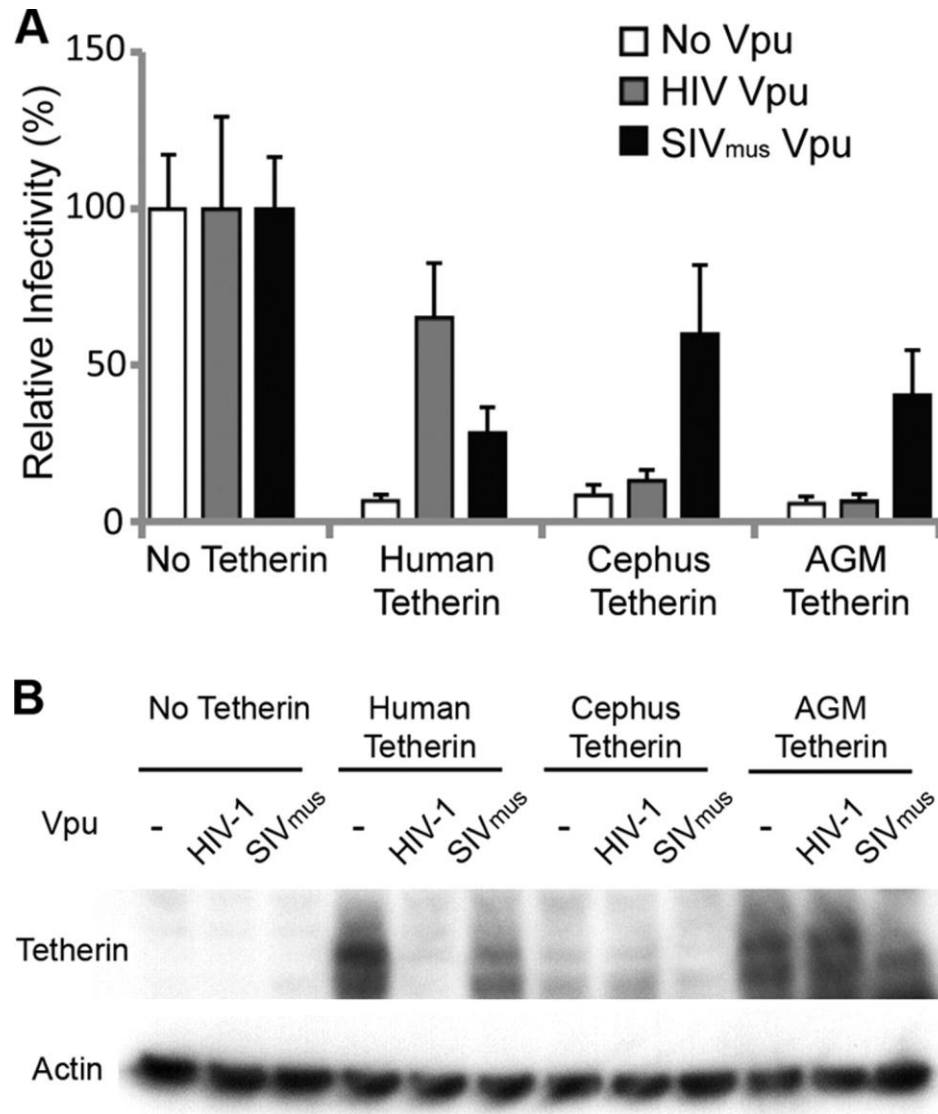 A
150
100
50
0
Relative Infectivity (%)
No Vpu
HIV Vpu
SIVmus Vpu
No Tetherin
Human
Tetherin
Cephus
Tetherin
AGM
Tetherin
B
No Tetherin
Human
Tetherin
Cephus
Tetherin
AGM
Tetherin
Vpu
- HIV-1 SIVmus - HIV-1 SIVmus - HIV-1 SIVmus - HIV-1 SIVmus
Tetherin
Actin